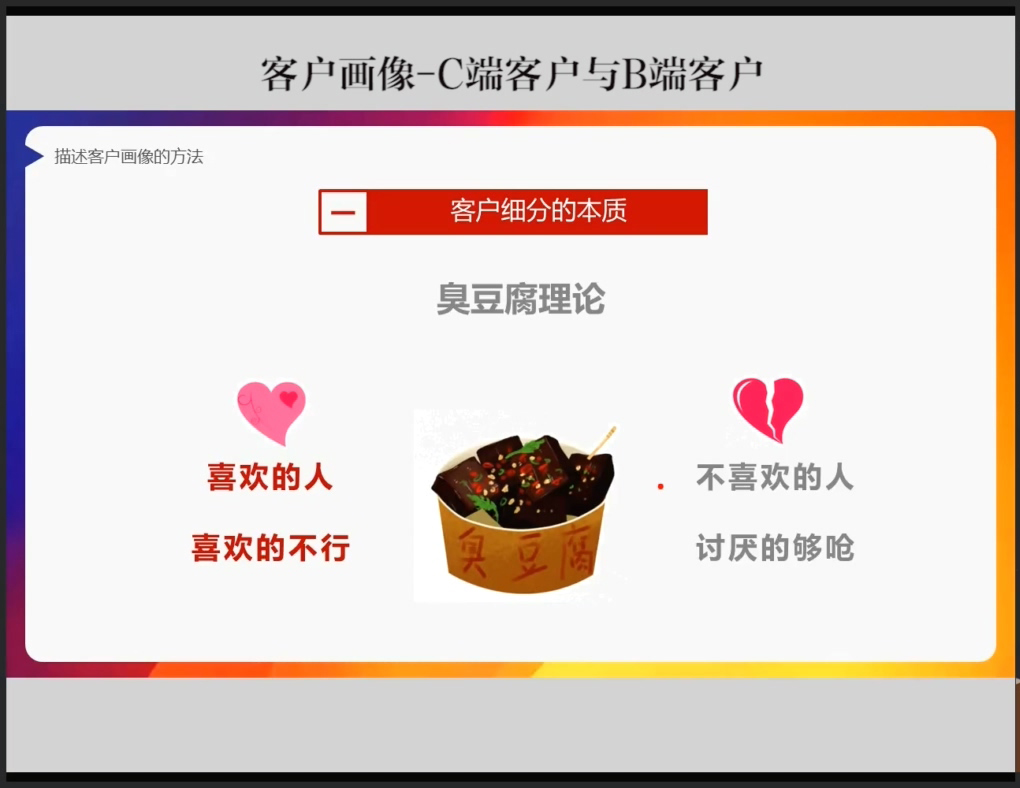 客户画像-C端客户与B端客户
描述客户画像的方法
一 客户细分的本质
臭豆腐理论
喜欢的人
喜欢的不行
臭豆腐
不喜欢的人
讨厌的够呛